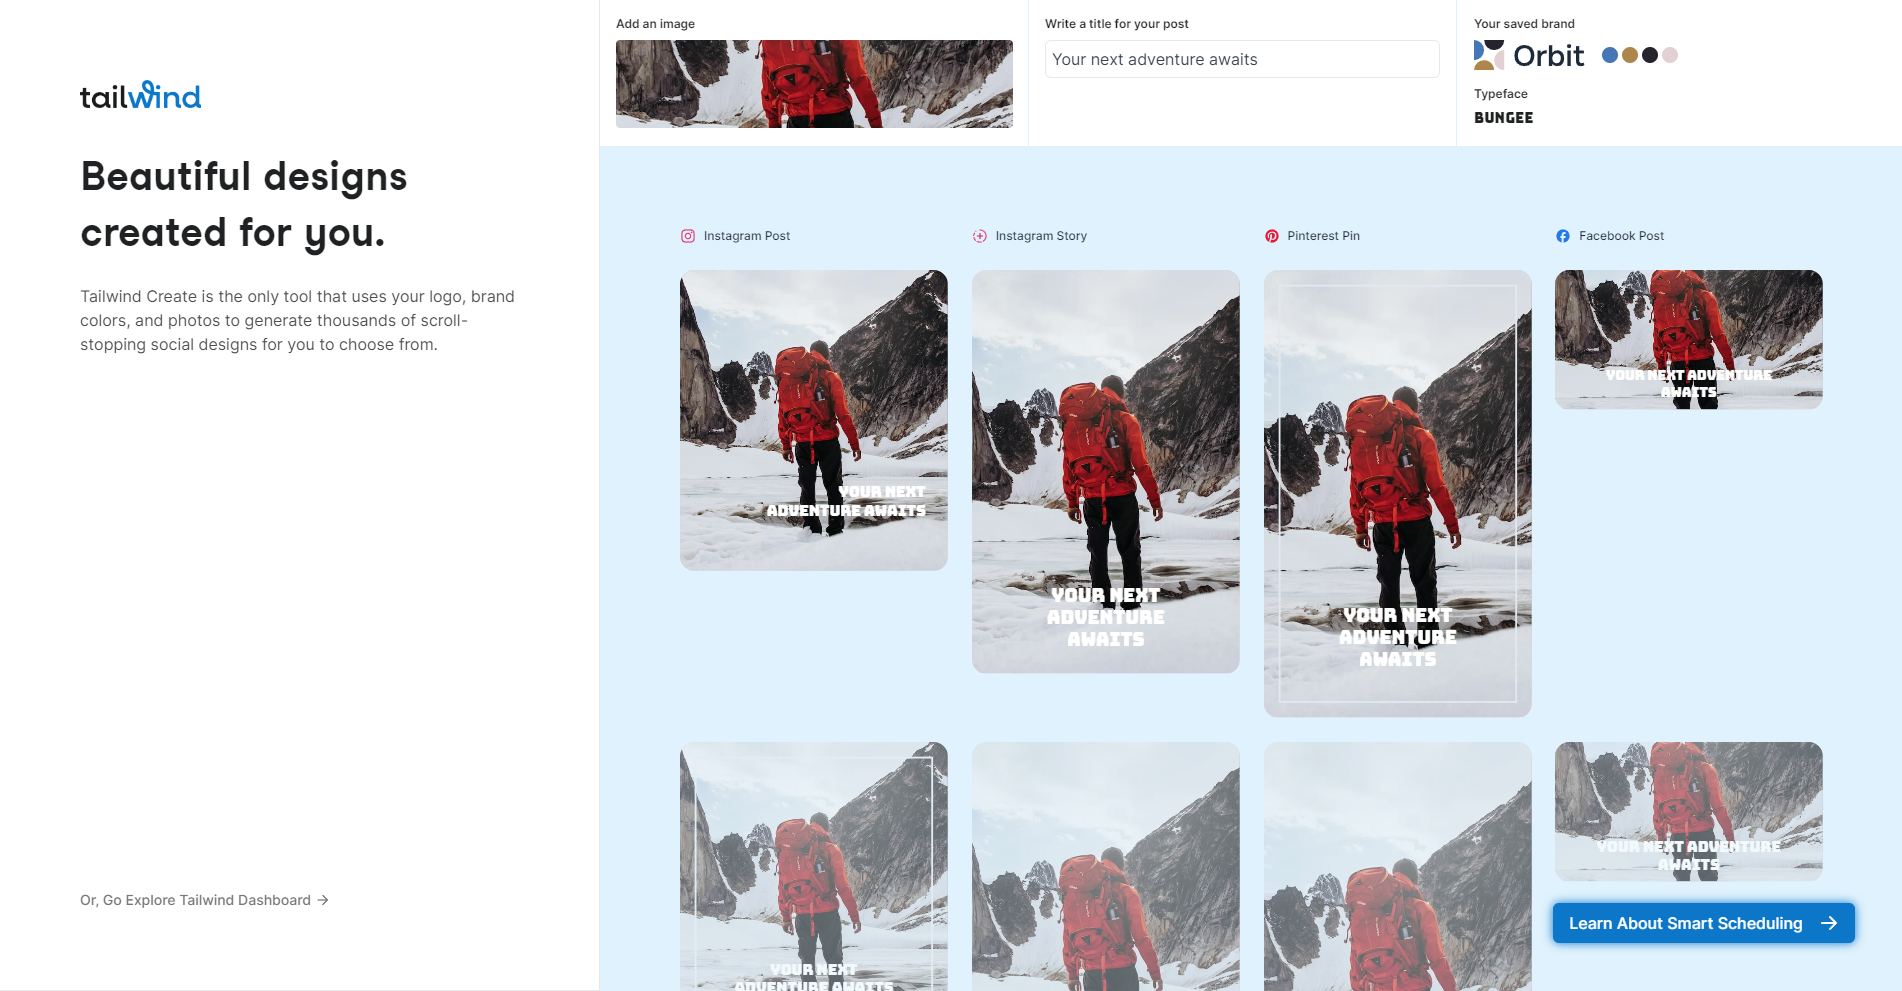 tailwind
Beautiful designs
created for you.
Tailwind Create is the only tool that uses your logo, brand
colors, and photos to generate thousands of scroll-
stopping social designs for you to choose from.
Or, Go Explore Tailwind Dashboard →
Add an image
Write a title for your post
Your next adventure awaits
Your saved brand
Orbit
Typeface
BUNGEE
Instagram Post
Instagram Story
Pinterest Pin
Facebook Post
YOUR NEXT
ADVENTURE AWAITS
YOUR NEXT
ADVENTURE
AWAITS
YOUR NEXT
ADVENTURE
AWAITS
YOUR NEXT ADVENTURE
AWAITS
YOUR NEXT
ADVENTURE AWAITS
YOUR NEXT ADVENTURE
AWAITS
Learn About Smart Scheduling →